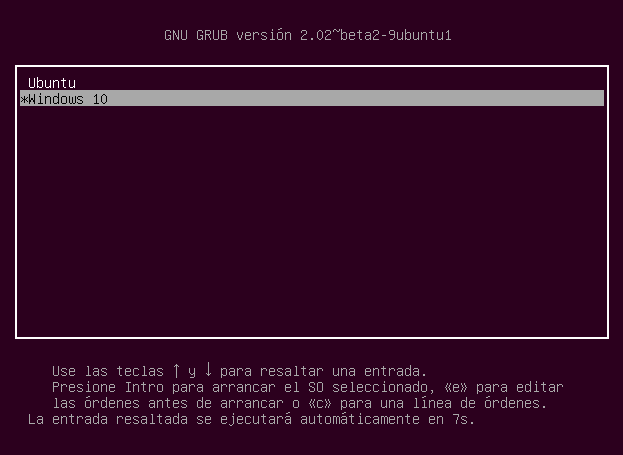 GNU GRUB versión 2.02~beta2-9ubuntu1
Ubuntu
*Windows 10
Use las teclas ↑ y ↓ para resaltar una entrada.
Presione Intro para arrancar el SO seleccionado, «e» para editar
las órdenes antes de arrancar o «c» para una línea de órdenes.
La entrada resaltada se ejecutará automáticamente en 7s.